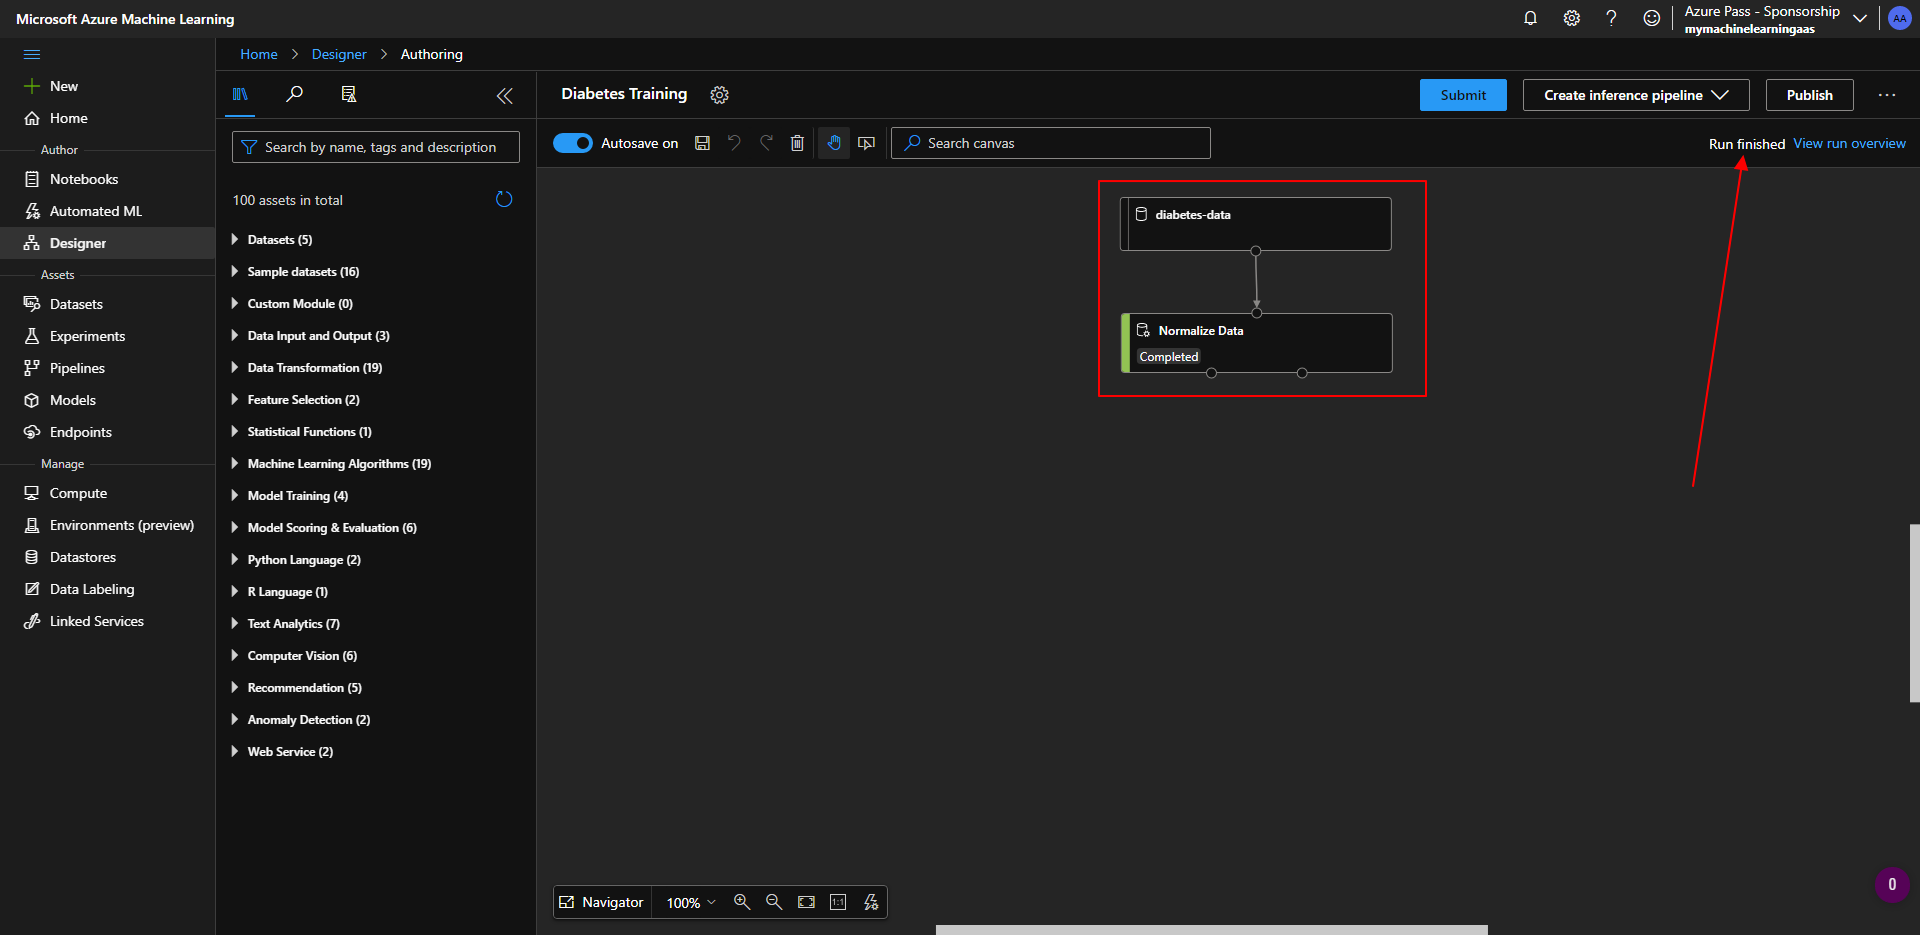 Microsoft Azure Machine Learning
Azure Pass - Sponsorship
mymachinelearningaas
AA
New
Home
Author
Notebooks
Automated ML
Designer
Assets
Datasets
Experiments
Pipelines
Models
Endpoints
Manage
Compute
Environments (preview)
Datastores
Data Labeling
Linked Services
Home > Designer > Authoring
Search by name, tags and description
100 assets in total
Datasets (5)
Sample datasets (16)
Custom Module (0)
Data Input and Output (3)
Data Transformation (19)
Feature Selection (2)
Statistical Functions (1)
Machine Learning Algorithms (19)
Model Training (4)
Model Scoring & Evaluation (6)
Python Language (2)
R Language (1)
Text Analytics (7)
Computer Vision (6)
Recommendation (5)
Anomaly Detection (2)
Web Service (2)
Diabetes Training
Submit
Create inference pipeline
Publish
Autosave on
Search canvas
Run finished View run overview
diabetes-data
Normalize Data
Completed
Navigator
100%
1:1
0